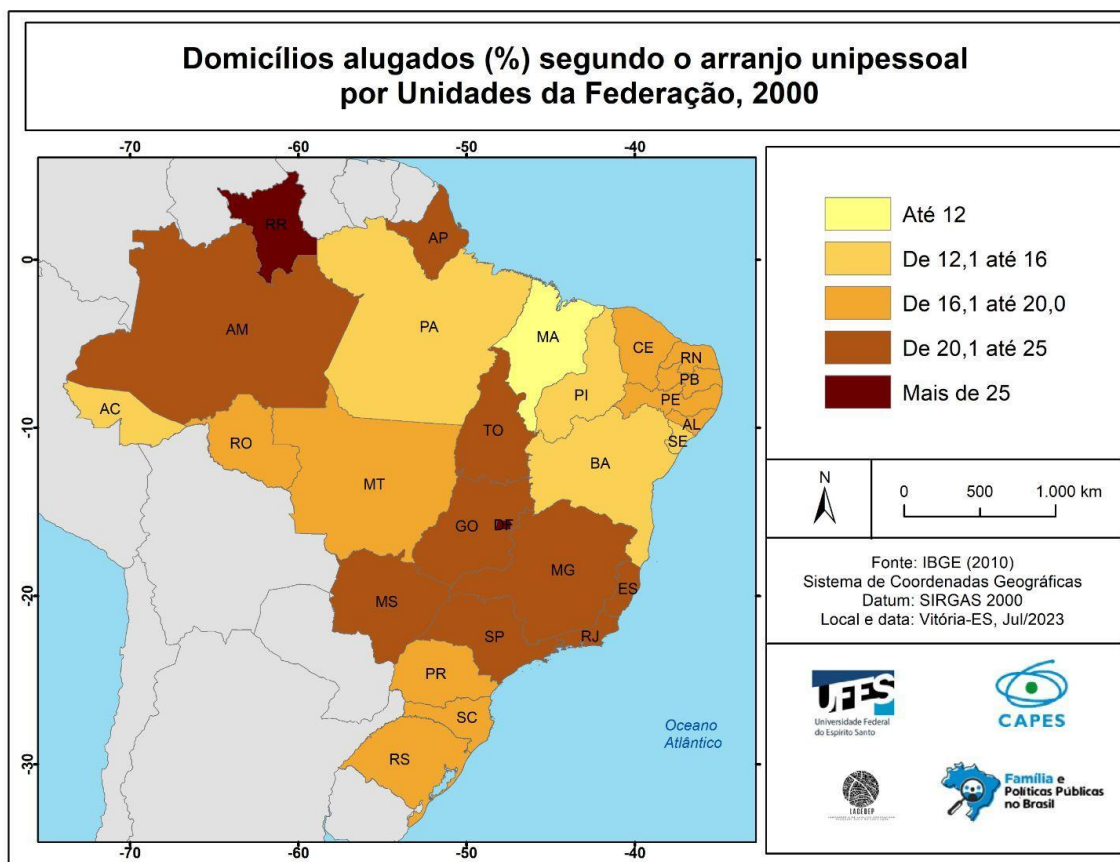 Domicílios alugados (%) segundo o arranjo unipessoal
por Unidades da Federação, 2000
-70
-60
-50
-40
0
-10
-20
-30
RR
AP
AM
PA
MA
CE
RN
PB
PE
AL
SE
PI
AC
RO
TO
BA
MT
GO
DF
MG
ES
MS
SP
RJ
PR
SC
RS
Oceano
Atlântico
-70
-60
-50
-40
Até 12
De 12,1 até 16
De 16,1 até 20,0
De 20,1 até 25
Mais de 25
N
0 500 1.000 km
Fonte: IBGE (2010)
Sistema de Coordenadas Geográficas
Datum: SIRGAS 2000
Local e data: Vitória-ES, Jul/2023
UFES
Universidade Federal
do Espírito Santo
CAPES
LAGEDEP
Família e
Políticas Públicas
no Brasil